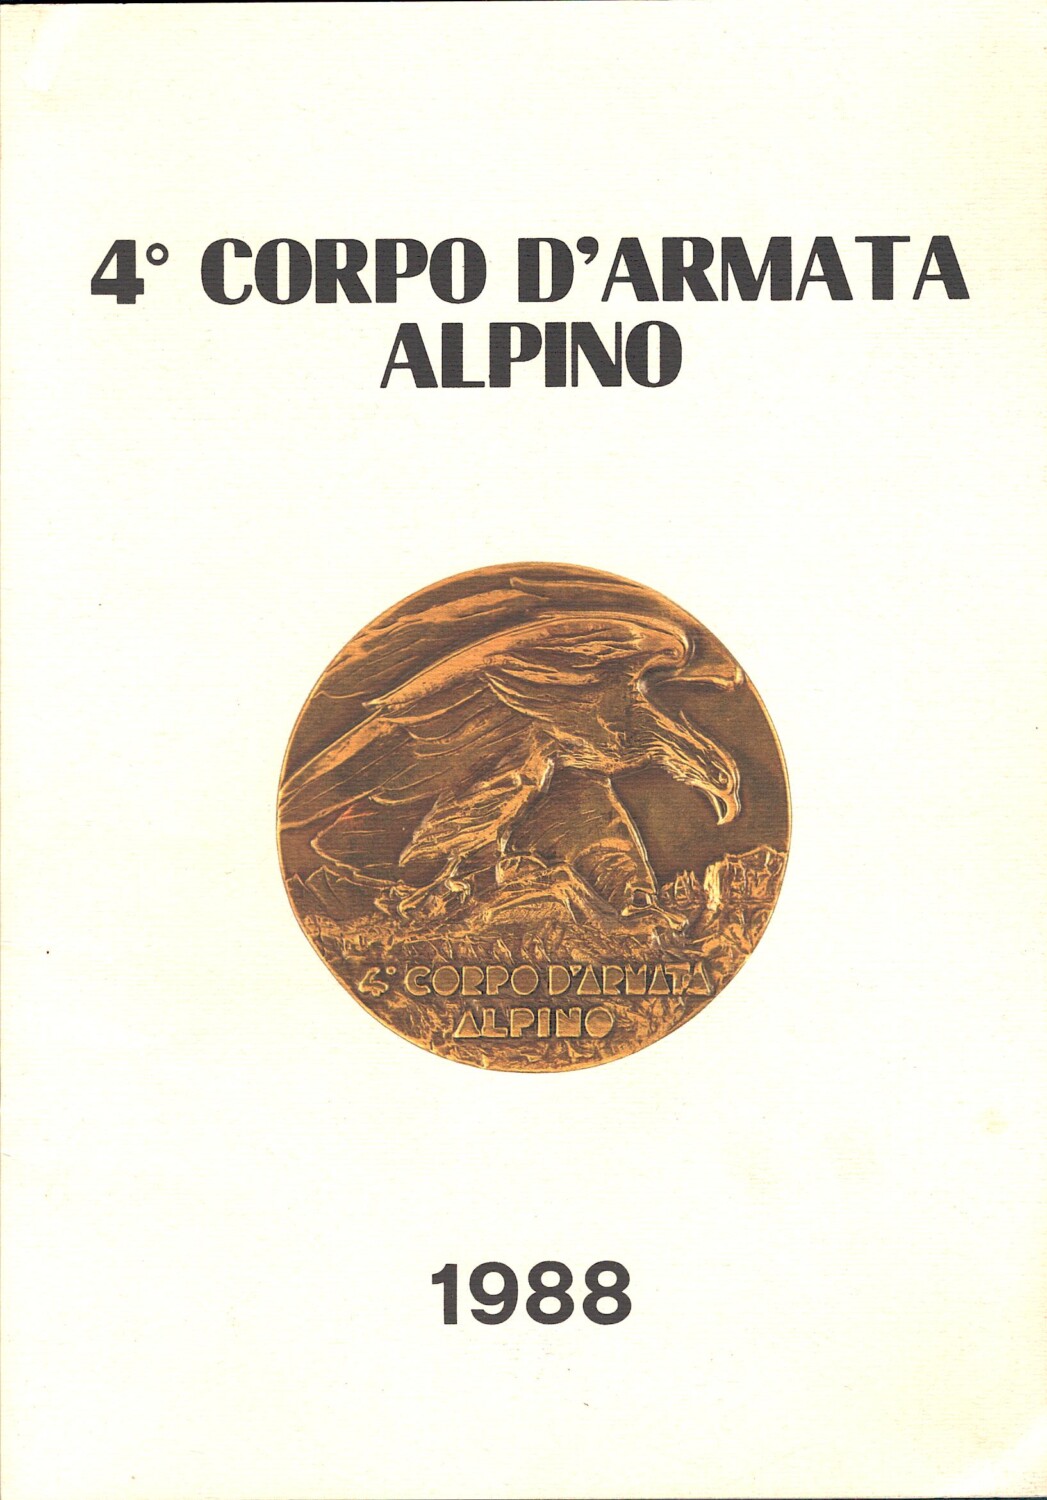 4° CORPO D'ARMATA
ALPINO
4° CORPO D'ARMATA
ALPINO
1988